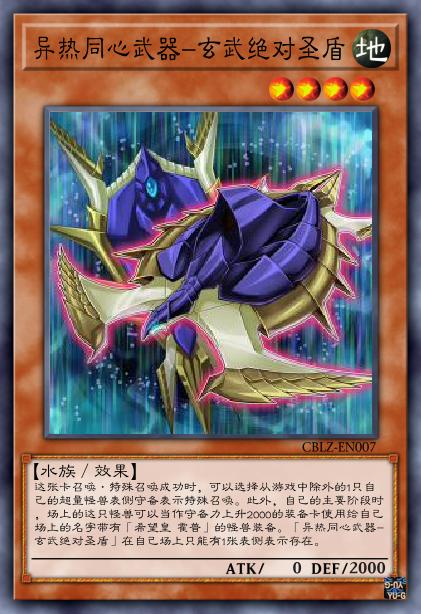 异热同心武器-玄武绝对圣盾
地
CBLZ-EN007
【水族/效果】
这张卡召唤·特殊召唤成功时，可以选择从游戏中除外的1只自
己的超量怪兽表侧守备表示特殊召唤。此外，自己的主要阶段时
，场上的这只怪兽可以当作守备力上升2000的装备卡使用给自己
场上的名字带有「希望皇 霍普」的怪兽装备。「异热同心武器-
玄武绝对圣盾」在自己场上只能有1张表侧表示存在。
ATK/ 0 DEF/2000